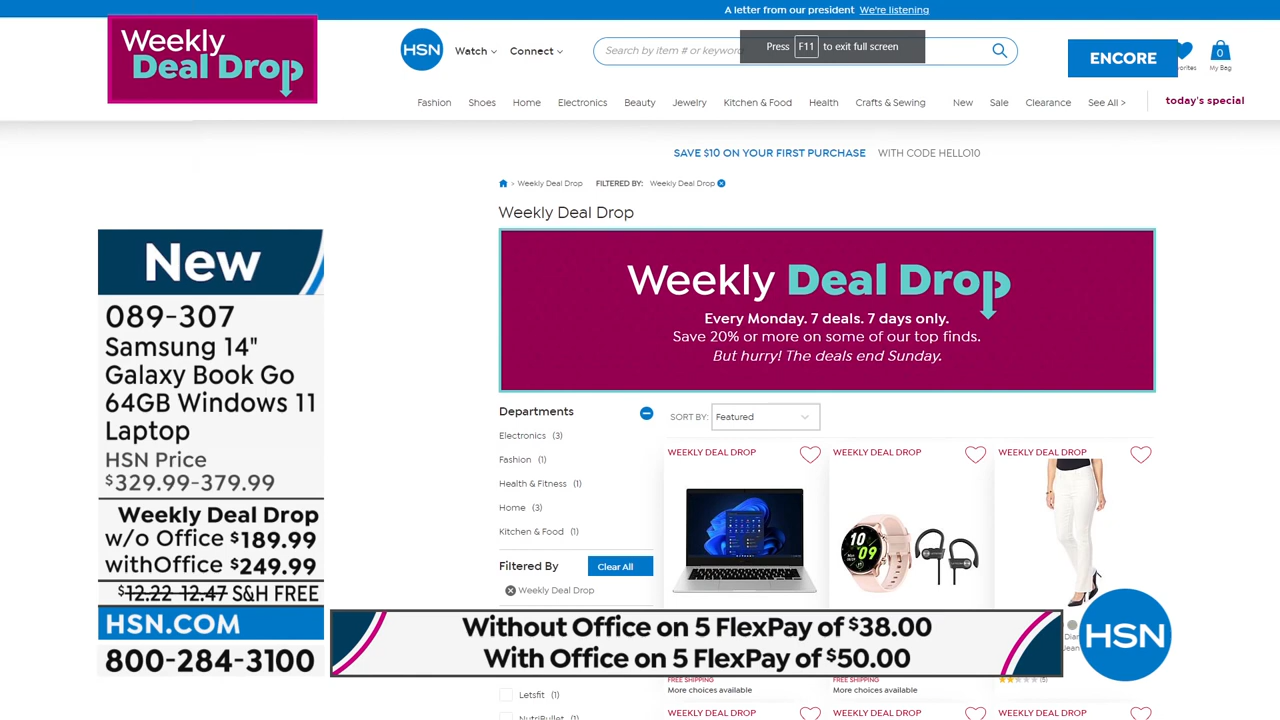 A letter from our president We're listening
Weekly
Deal Drop
HSN
Watch
Connect
Search by item # or keyword
Press F11 to exit full screen
ENCORE
My Bag
0
Fashion Shoes Home Electronics Beauty Jewelry Kitchen & Food Health Crafts & Sewing New Sale Clearance See All > today's special
SAVE $10 ON YOUR FIRST PURCHASE WITH CODE HELLO10
> Weekly Deal Drop FILTERED BY: Weekly Deal Drop
Weekly Deal Drop
Weekly Deal Drop
Every Monday. 7 deals. 7 days only.
Save 20% or more on some of our top finds.
But hurry! The deals end Sunday.
New
089-307
Samsung 14"
Galaxy Book Go
64GB Windows 11
Laptop
HSN Price
$329.99-379.99
Weekly Deal Drop
w/o Office $189.99
withOffice $249.99
$12.22-12.47 S&H FREE
HSN.COM
800-284-3100
Departments
Electronics (3)
Fashion (1)
Health & Fitness (1)
Home (3)
Kitchen & Food (1)
Filtered By Clear All
Weekly Deal Drop
SORT BY: Featured
WEEKLY DEAL DROP WEEKLY DEAL DROP WEEKLY DEAL DROP
Without Office on 5 FlexPay of $38.00
With Office on 5 FlexPay of $50.00
HSN
FREE SHIPPING FREE SHIPPING
(5)
More choices available More choices available
Letsfit (1)
NutriBullet (1)
WEEKLY DEAL DROP WEEKLY DEAL DROP WEEKLY DEAL DROP